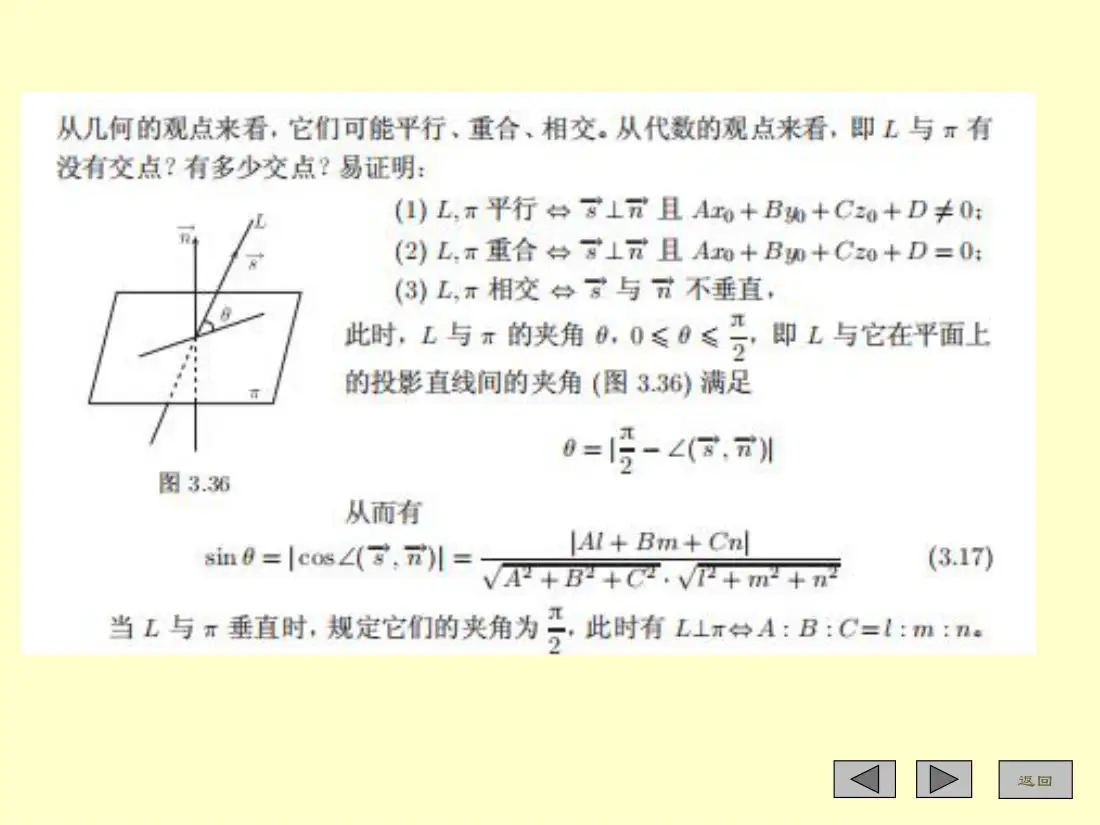 从几何的观点来看，它们可能平行、重合、相交。从代数的观点来看，即 L 与 π 有
没有交点？有多少交点？易证明：
(1) L, π 平行 ⇔ s⃗⊥n⃗ 且 Ax₀ + By₀ + Cz₀ + D ≠ 0；
(2) L, π 重合 ⇔ s⃗⊥n⃗ 且 Ax₀ + By₀ + Cz₀ + D = 0；
(3) L, π 相交 ⇔ s⃗ 与 n⃗ 不垂直，
n⃗
L
s⃗
θ
π
图 3.36
此时，L 与 π 的夹角 θ，0 ⩽ θ ⩽ π/2，即 L 与它在平面上
的投影直线间的夹角 (图 3.36) 满足
θ = |π/2 − ∠(s⃗, n⃗)|
从而有
sin θ = |cos∠(s⃗, n⃗)| = |Al + Bm + Cn| / (√(A² + B² + C²) · √(l² + m² + n²)) (3.17)
当 L 与 π 垂直时，规定它们的夹角为 π/2，此时有 L⊥π⇔A : B : C = l : m : n。
返回